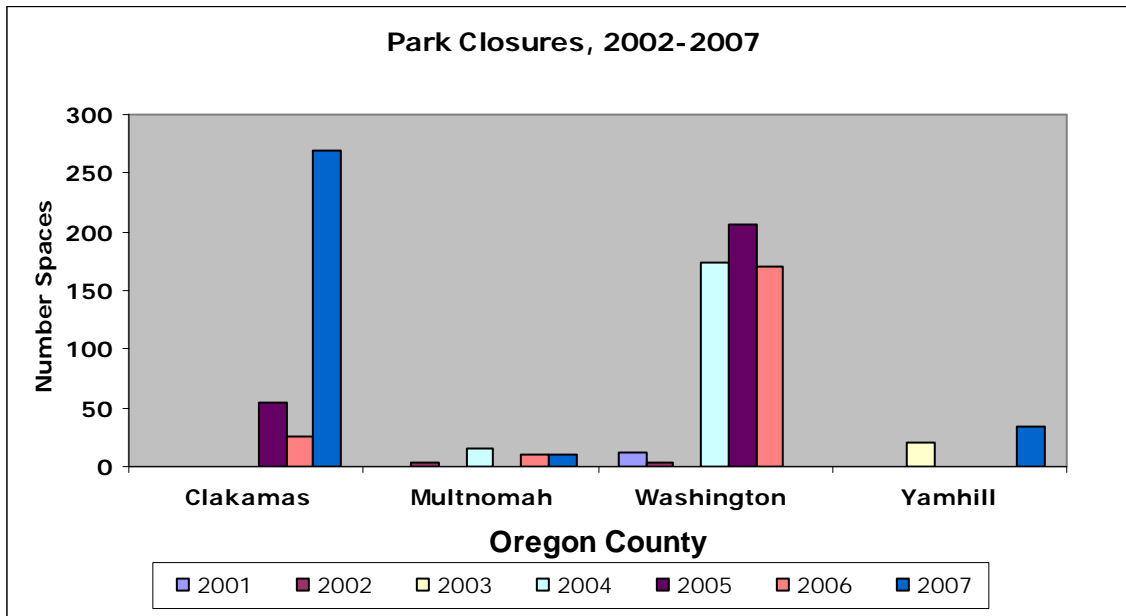 Park Closures, 2002-2007
Number Spaces
300
250
200
150
100
50
0
Clakamas Multnomah Washington Yamhill
Oregon County
2001 2002 2003 2004 2005 2006 2007